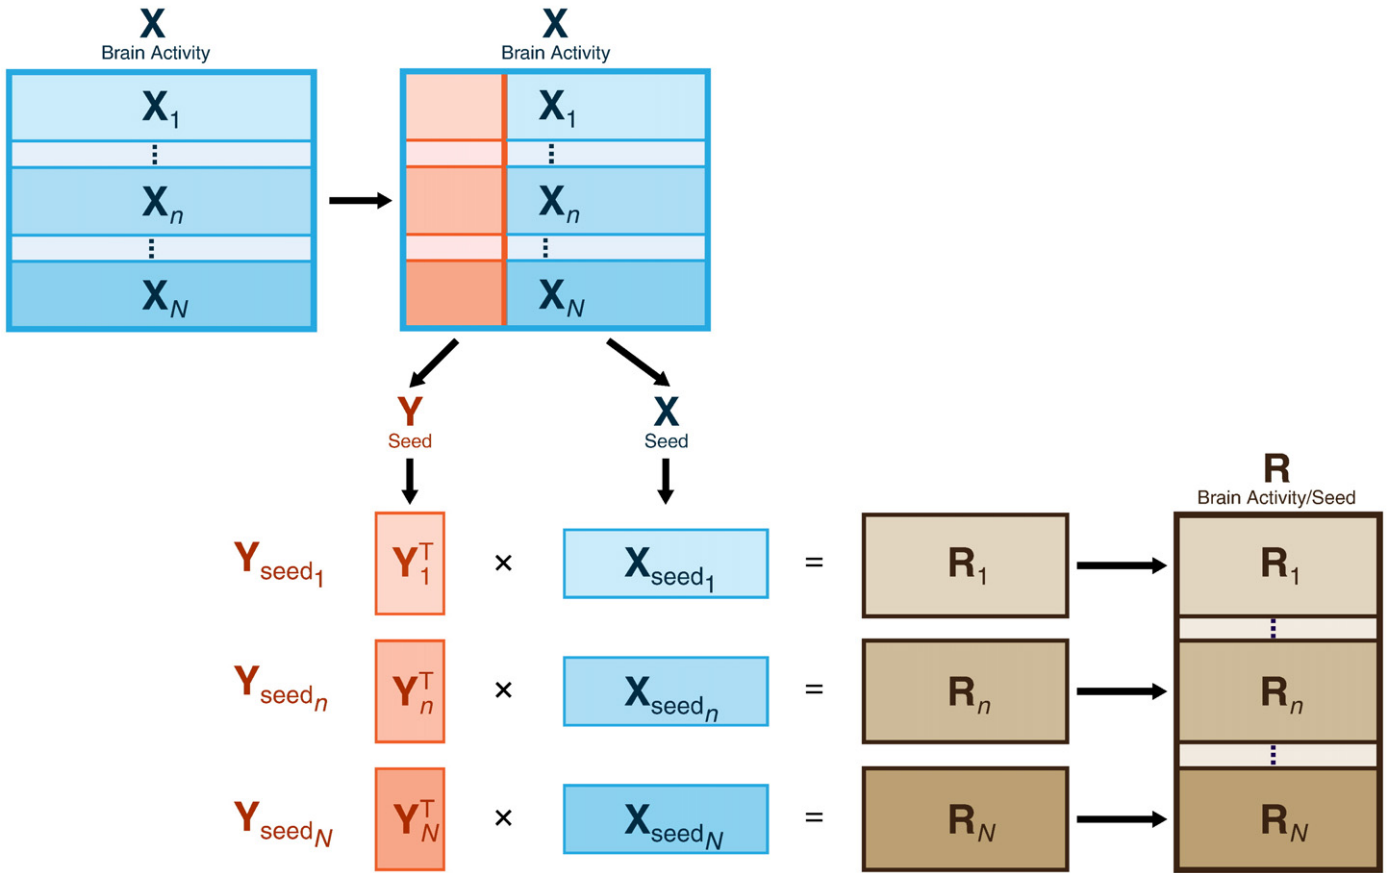 X
Brain Activity
X1
⋮
Xn
⋮
XN
X
Brain Activity
X1
⋮
Xn
⋮
XN
Y
Seed
X
Seed
R
Brain Activity/Seed
Yseed1 Y1T × Xseed1 = R1 R1
⋮
Yseedn YnT × Xseedn = Rn Rn
⋮
YseedN YNT × XseedN = RN RN